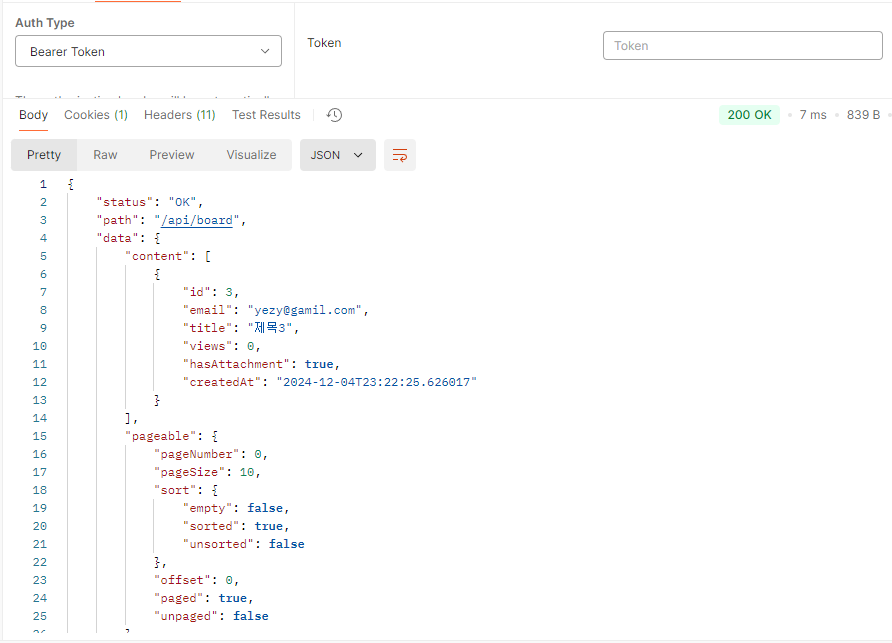 Auth Type
Bearer Token
Token
Token
Body Cookies (1) Headers (11) Test Results
200 OK • 7 ms • 839 B •
Pretty Raw Preview Visualize JSON
1 {
2 "status": "OK",
3 "path": "/api/board",
4 "data": {
5 "content": [
6 {
7 "id": 3,
8 "email": "yezy@gamil.com",
9 "title": "제목3",
10 "views": 0,
11 "hasAttachment": true,
12 "createdAt": "2024-12-04T23:22:25.626017"
13 }
14 ],
15 "pageable": {
16 "pageNumber": 0,
17 "pageSize": 10,
18 "sort": {
19 "empty": false,
20 "sorted": true,
21 "unsorted": false
22 },
23 "offset": 0,
24 "paged": true,
25 "unpaged": false